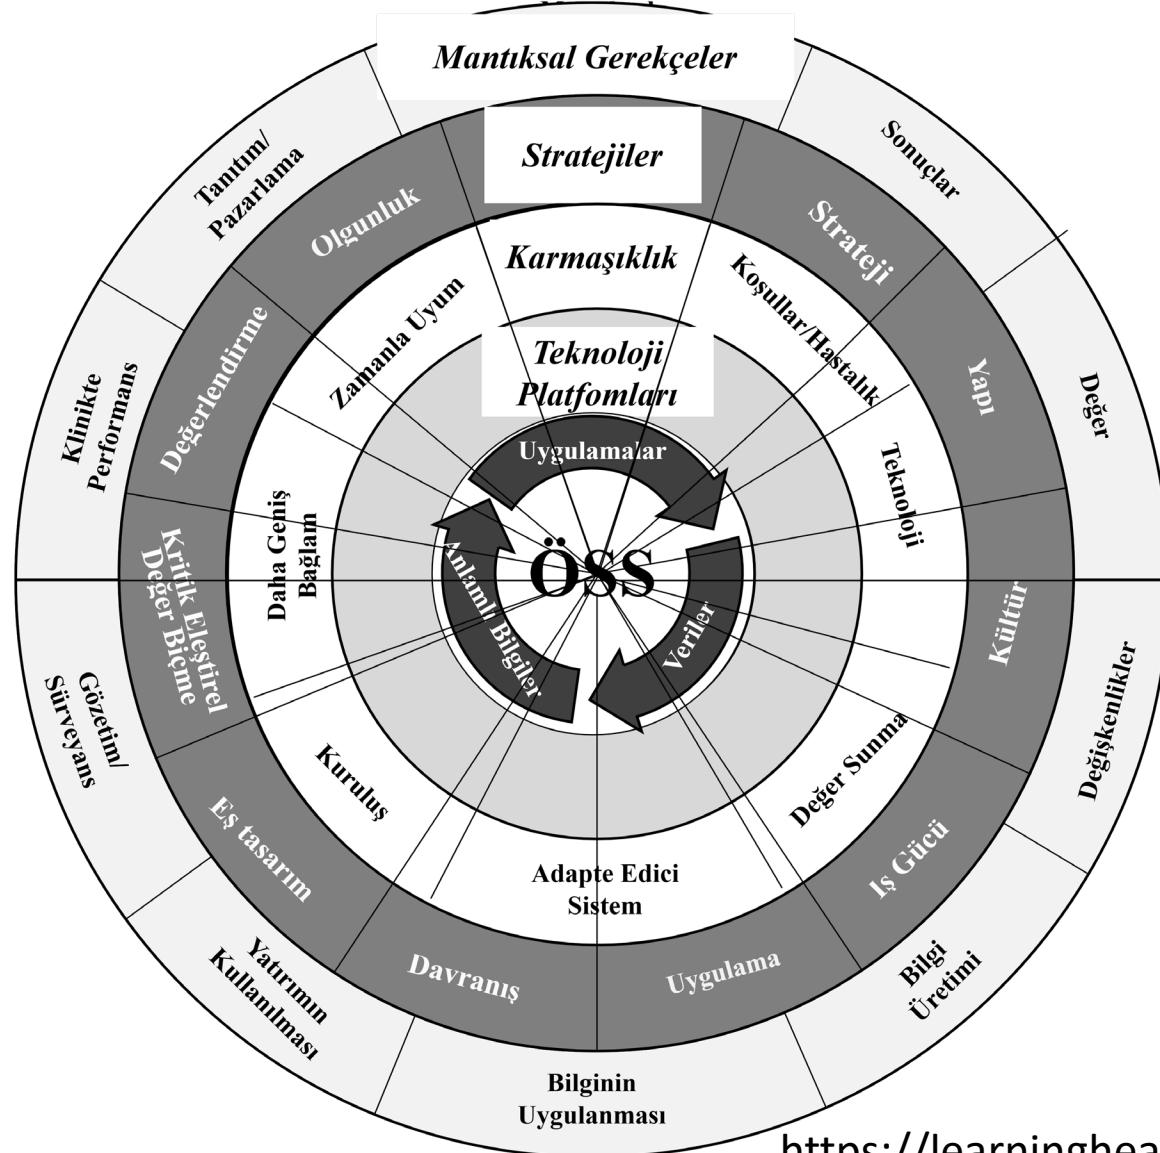 Mantıksal Gerekçeler
Sonuçlar
Değer
Değişkenlikler
Bilgi
Üretimi
Bilginin
Uygulanması
Yatırımın
Kullanılması
Gözetim/
Sürveyans
Klinikte
Performans
Tanıtım/
Pazarlama
Stratejiler
Strateji
Yapı
Kültür
Iş Gücü
Uygulama
Davranış
Eş tasarım
Kritik Eleştirel
Değer Biçme
Değerlendirme
Olgunluk
Karmaşıklık
Koşullar/Hastalık
Teknoloji
Değer Sunma
Adapte Edici
Sistem
Kuruluş
Daha Geniş
Bağlam
Zamanla Uyum
Teknoloji
Platfomları
Uygulamalar
Veriler
Anlamlı Bilgiler
ÖSS